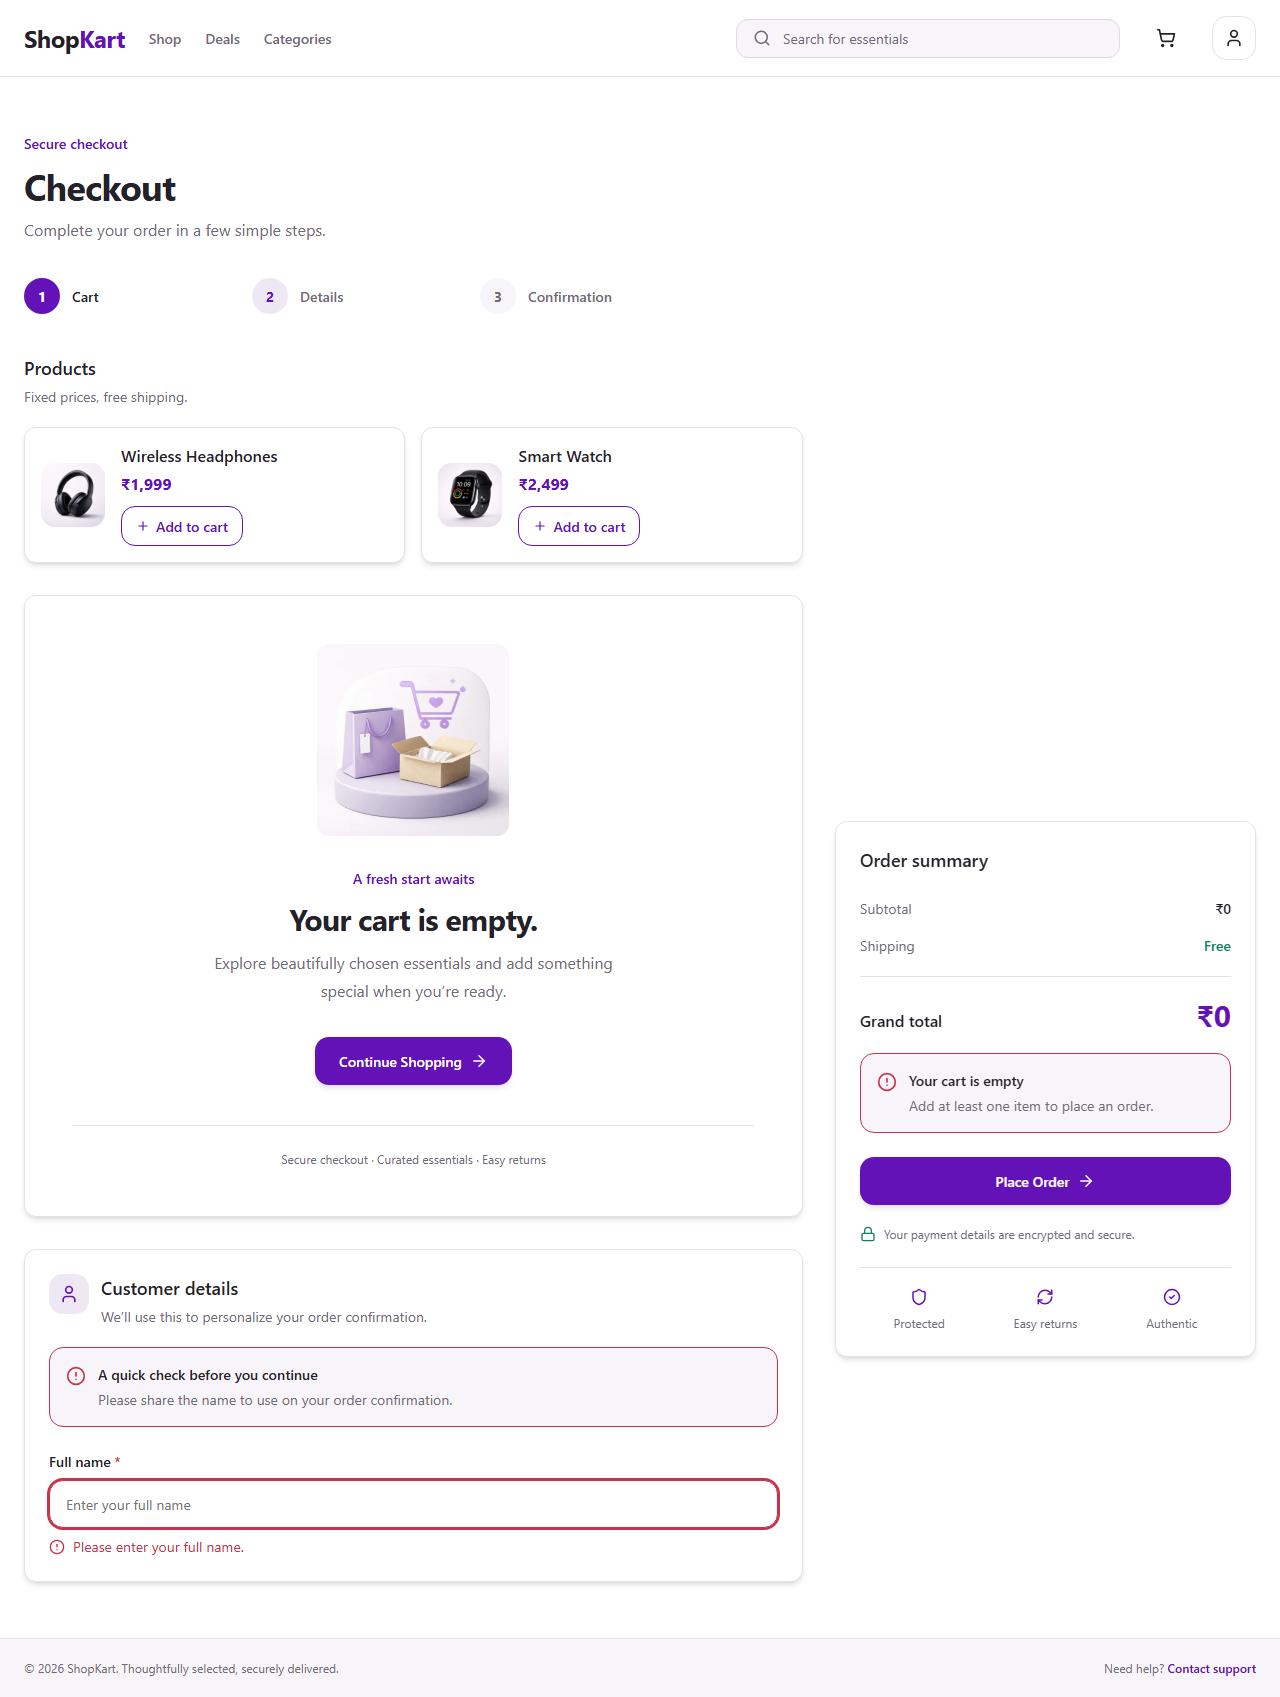 ShopKart
Shop
Deals
Categories
Search for essentials
Secure checkout
Checkout
Complete your order in a few simple steps.
1 Cart
2 Details
3 Confirmation
Products
Fixed prices, free shipping.
Wireless Headphones
₹1,999
+ Add to cart
Smart Watch
₹2,499
+ Add to cart
A fresh start awaits
Your cart is empty.
Explore beautifully chosen essentials and add something
special when you’re ready.
Continue Shopping →
Secure checkout · Curated essentials · Easy returns
Customer details
We’ll use this to personalize your order confirmation.
A quick check before you continue
Please share the name to use on your order confirmation.
Full name *
Enter your full name
Please enter your full name.
Order summary
Subtotal ₹0
Shipping Free
Grand total ₹0
Your cart is empty
Add at least one item to place an order.
Place Order →
Your payment details are encrypted and secure.
Protected
Easy returns
Authentic
© 2026 ShopKart. Thoughtfully selected, securely delivered.
Need help? Contact support